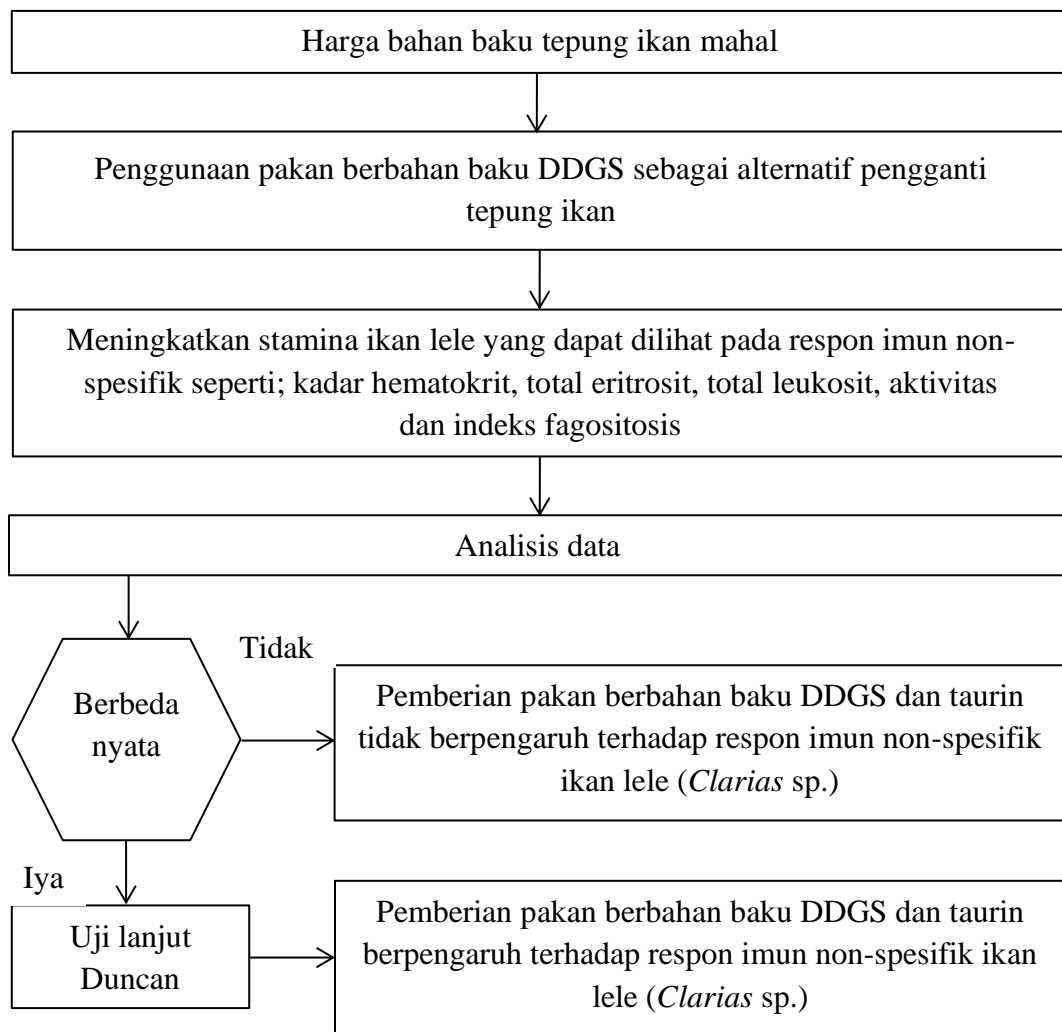 Harga bahan baku tepung ikan mahal
Penggunaan pakan berbahan baku DDGS sebagai alternatif pengganti
tepung ikan
Meningkatkan stamina ikan lele yang dapat dilihat pada respon imun non-
spesifik seperti; kadar hematokrit, total eritrosit, total leukosit, aktivitas
dan indeks fagositosis
Analisis data
Berbeda
nyata
Tidak
Pemberian pakan berbahan baku DDGS dan taurin
tidak berpengaruh terhadap respon imun non-spesifik
ikan lele (Clarias sp.)
Iya
Uji lanjut
Duncan
Pemberian pakan berbahan baku DDGS dan taurin
berpengaruh terhadap respon imun non-spesifik ikan
lele (Clarias sp.)